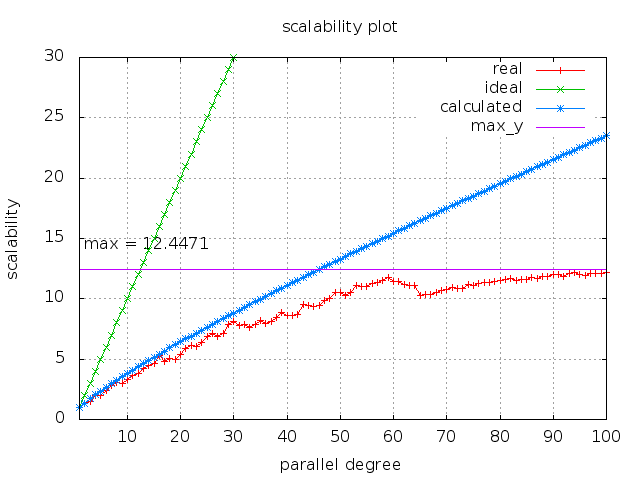 scalability plot
30
25
20
15
10
5
0
scalability
real
ideal
calculated
max_y
max = 12.4471
10 20 30 40 50 60 70 80 90 100
parallel degree